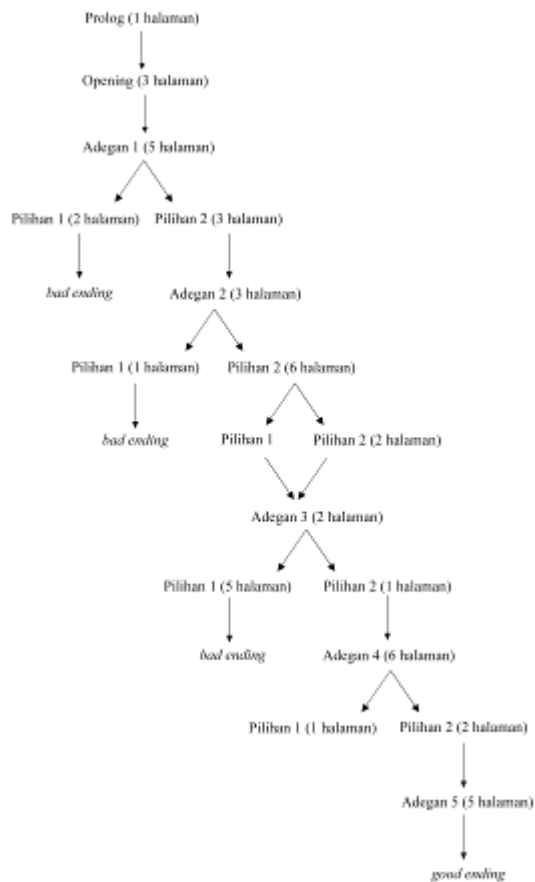 Prolog (1 halaman)
Opening (3 halaman)
Adegan 1 (5 halaman)
Pilihan 1 (2 halaman) Pilihan 2 (3 halaman)
bad ending Adegan 2 (3 halaman)
Pilihan 1 (1 halaman) Pilihan 2 (6 halaman)
bad ending Pilihan 1 Pilihan 2 (2 halaman)
Adegan 3 (2 halaman)
Pilihan 1 (5 halaman) Pilihan 2 (1 halaman)
bad ending Adegan 4 (6 halaman)
Pilihan 1 (1 halaman) Pilihan 2 (2 halaman)
Adegan 5 (5 halaman)
good ending